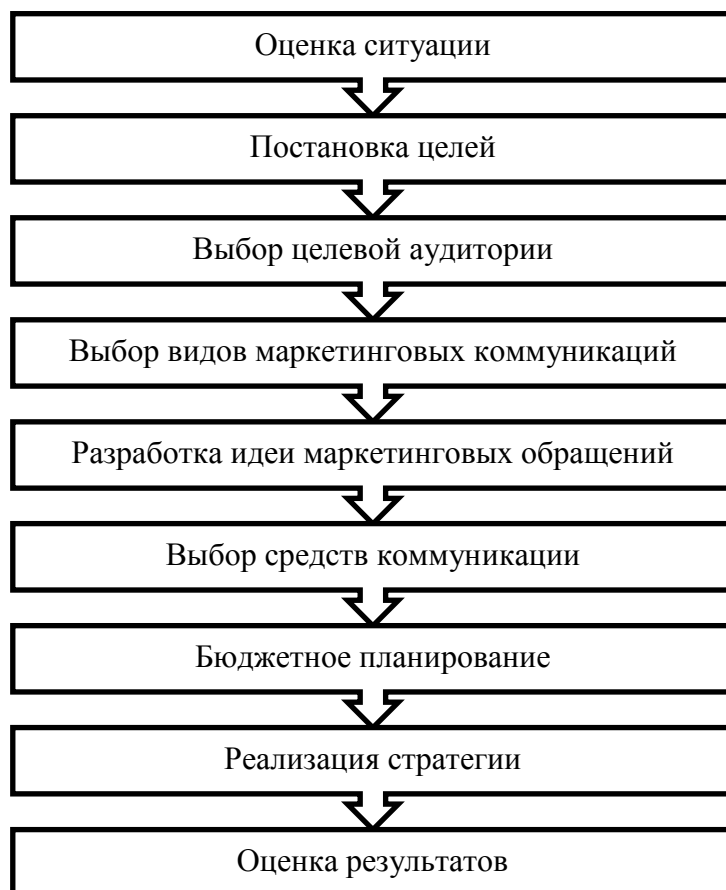 Оценка ситуации
Постановка целей
Выбор целевой аудитории
Выбор видов маркетинговых коммуникаций
Разработка идеи маркетинговых обращений
Выбор средств коммуникации
Бюджетное планирование
Реализация стратегии
Оценка результатов